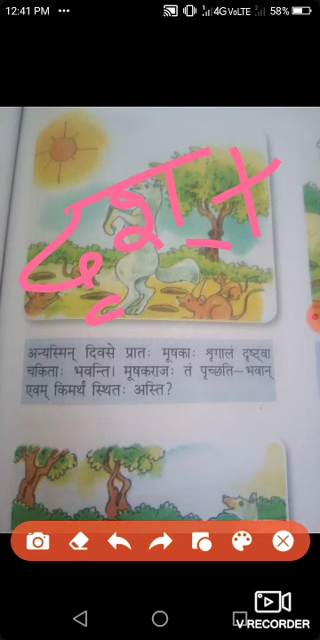 12:41 PM ••• 4G VoLTE 58%
अन्यस्मिन् दिवसे प्रातः मूषकाः शृगालं दृष्ट्वा
चकिताः भवन्ति। मूषकराजः तं पृच्छति–भवान्
एवम् किमर्थं स्थितः अस्ति?
V RECORDER